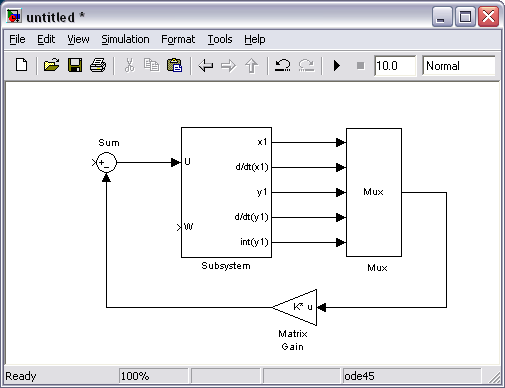 untitled *
File Edit View Simulation Format Tools Help
10.0 Normal
Sum
+
−
U
W
x1
d/dt(x1)
y1
d/dt(y1)
int(y1)
Subsystem
Mux
Mux
K* u
Matrix
Gain
Ready 100% ode45